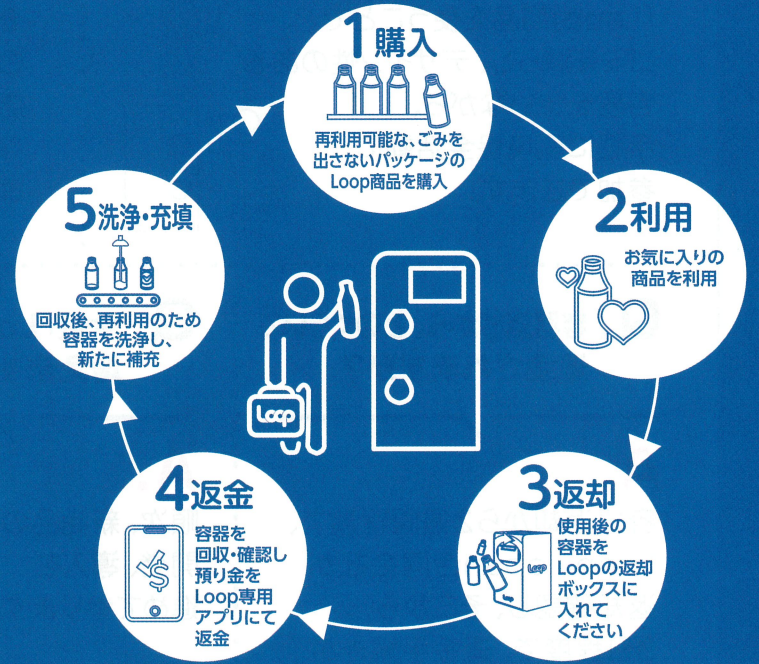 1 購入
再利用可能な、ごみを
出さないパッケージの
Loop商品を購入
2 利用
お気に入りの
商品を利用
3 返却
使用後の
容器を
Loopの返却
ボックスに
入れて
ください
Loop
4 返金
容器を
回収・確認し
預り金を
Loop専用
アプリにて
返金
$
5 洗浄・充填
回収後、再利用のため
容器を洗浄し、
新たに補充
Loop